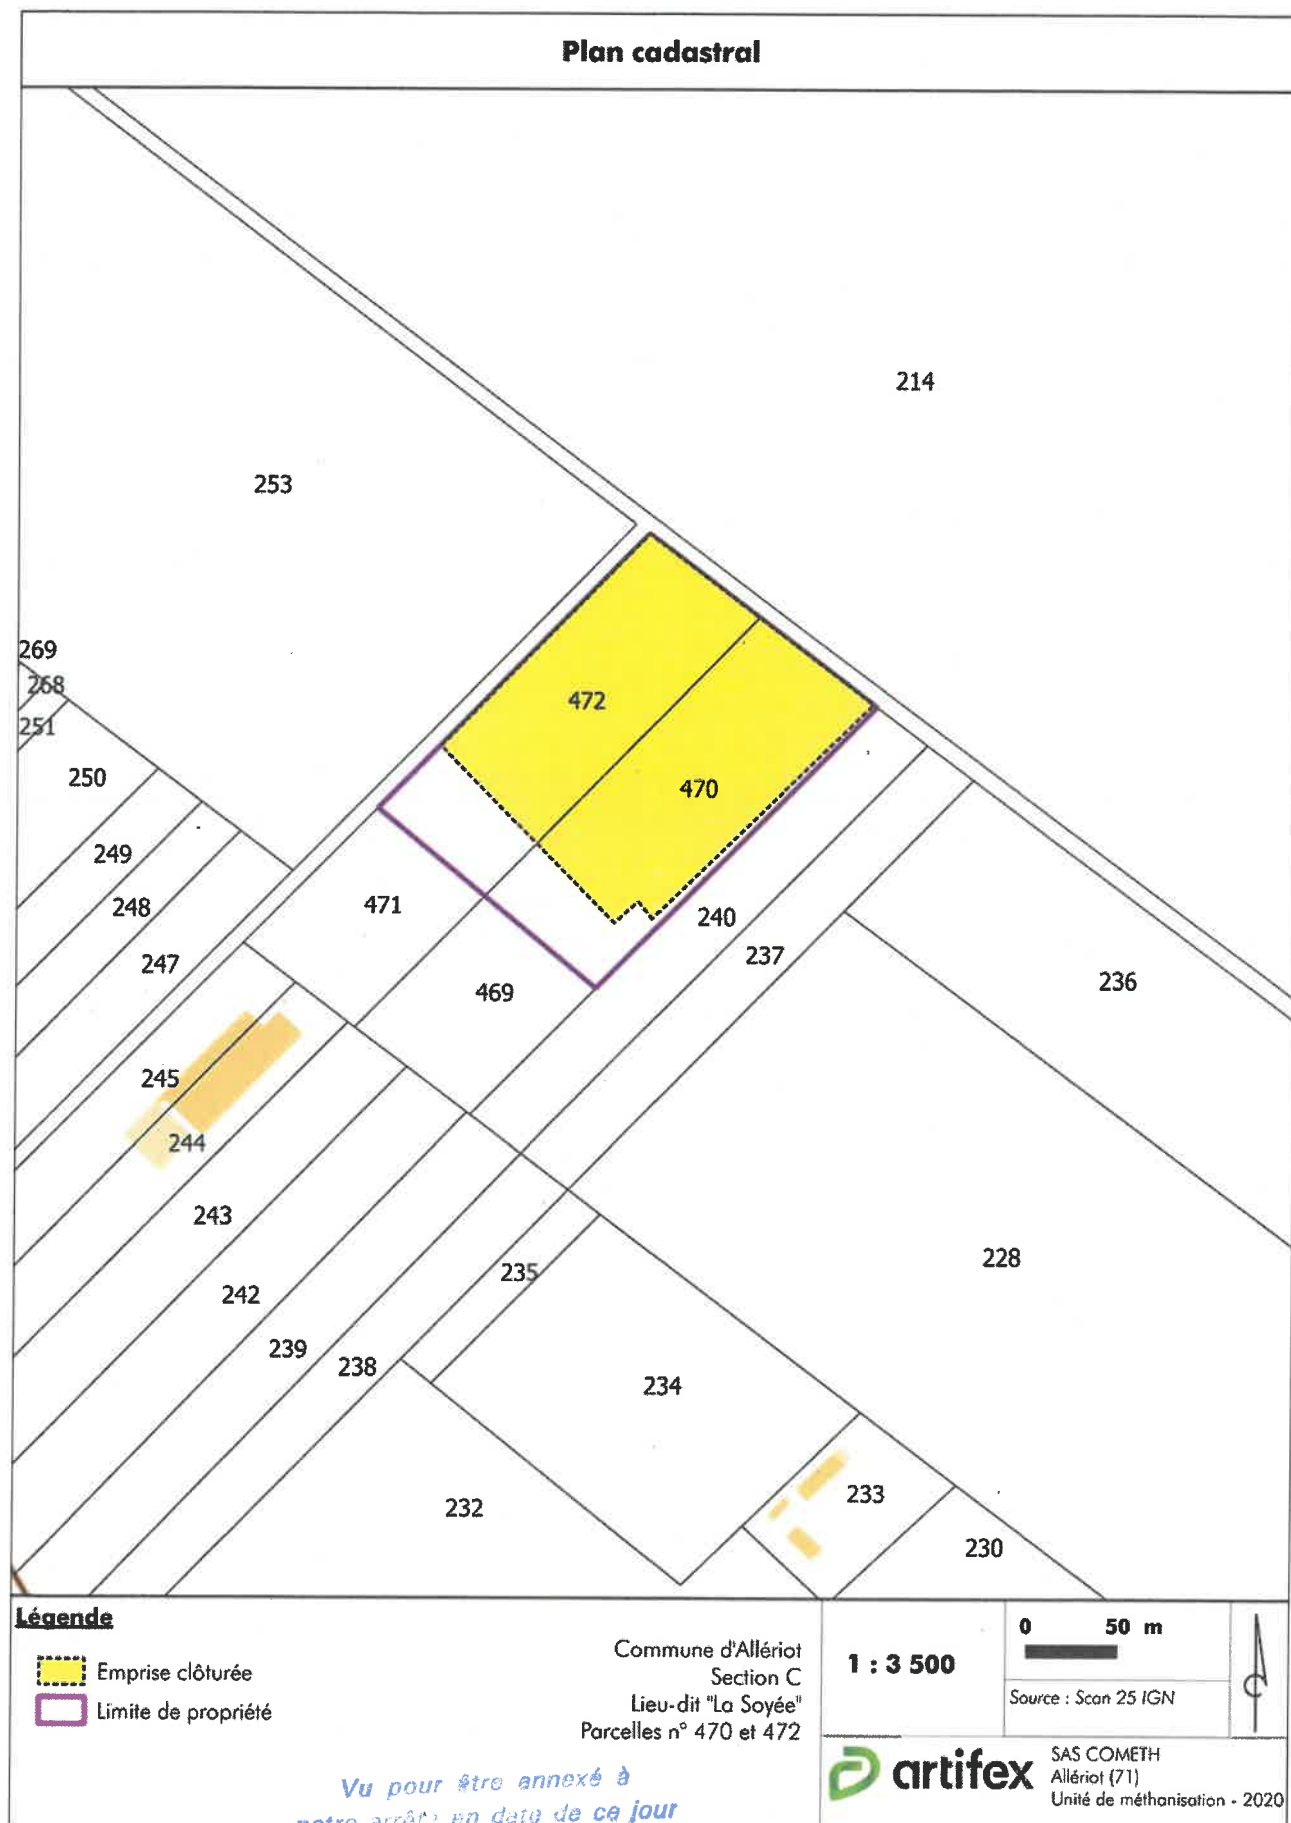 Plan cadastral
214
253
269
268
251
472
250
470
249
248
471
240
247
237
236
469
245
244
243
228
235
242
239
238
234
233
232
230
Légende
Emprise clôturée
Limite de propriété
Commune d'Allériot
Section C
Lieu-dit "La Soyée"
Parcelles n° 470 et 472
1 : 3 500
0 50 m
Source : Scan 25 IGN
artifex
SAS COMETH
Allériot (71)
Unité de méthanisation - 2020
Vu pour être annexé à
notre arrêté en date de ce jour